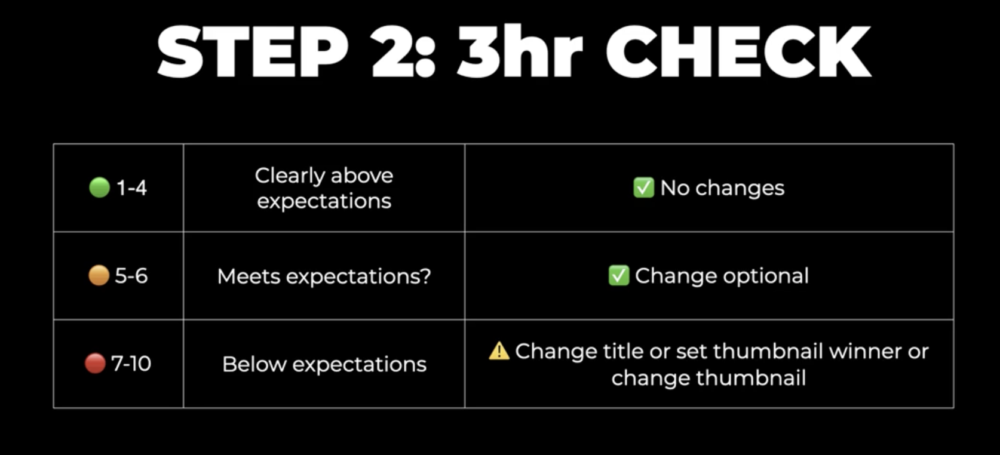 STEP 2: 3hr CHECK
🟢 1-4
Clearly above
expectations
✅ No changes
🟠 5-6
Meets expectations?
✅ Change optional
🔴 7-10
Below expectations
⚠️ Change title or set thumbnail winner or
change thumbnail